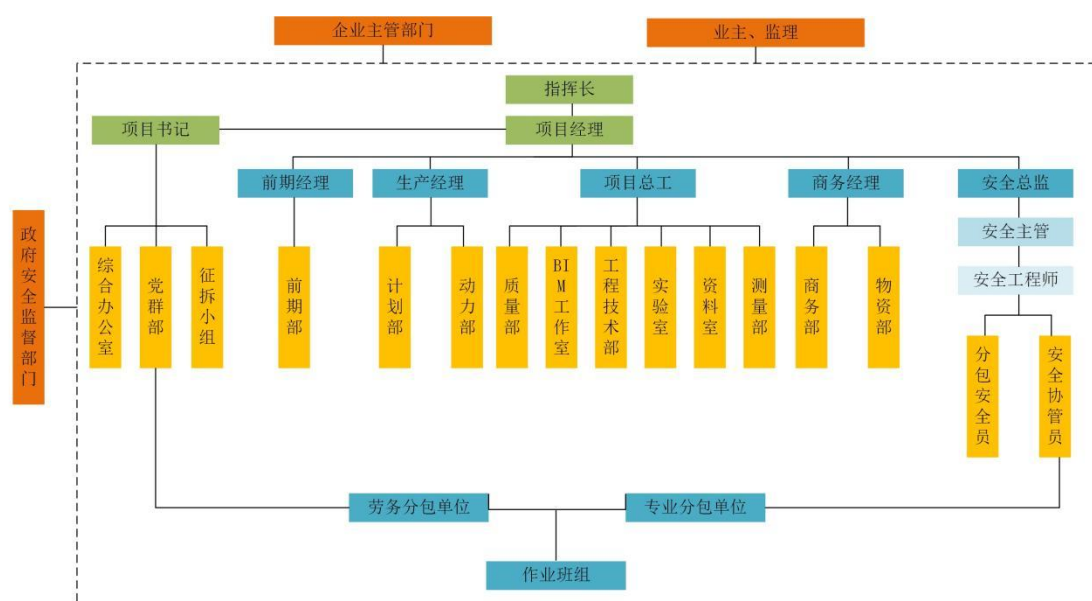 企业主管部门
业主、监理
指挥长
项目书记
项目经理
前期经理
生产经理
项目总工
商务经理
安全总监
安全主管
安全工程师
政府安全监督部门
综合办公室
党群部
征拆小组
前期部
计划部
动力部
质量部
BIM工作室
工程技术部
实验室
资料室
测量部
商务部
物资部
分包安全员
安全协管员
劳务分包单位
专业分包单位
作业班组